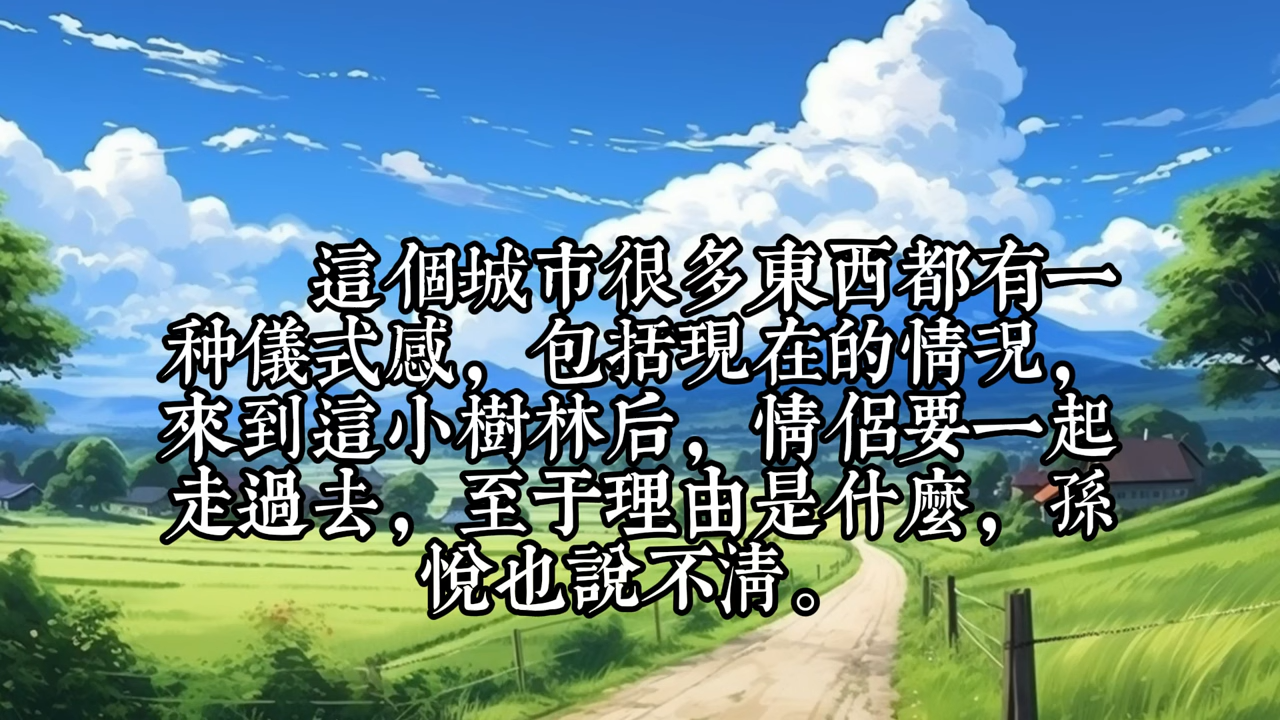 這個城市很多東西都有一
种儀式感，包括現在的情況，
來到這小樹林后，情侶要一起
走過去，至于理由是什麼，孫
悅也說不清。